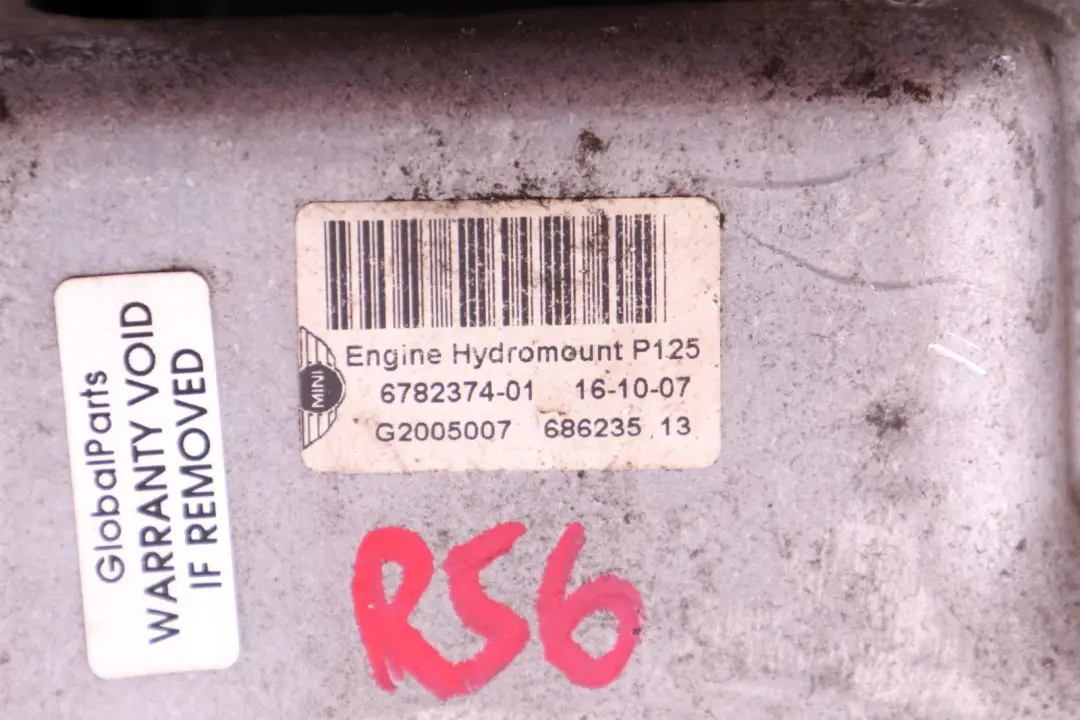 GlobalParts
WARRANTY VOID
IF REMOVED
Engine Hydromount P125
MINI
6782374-01 16-10-07
G2005007 686235 13
R56